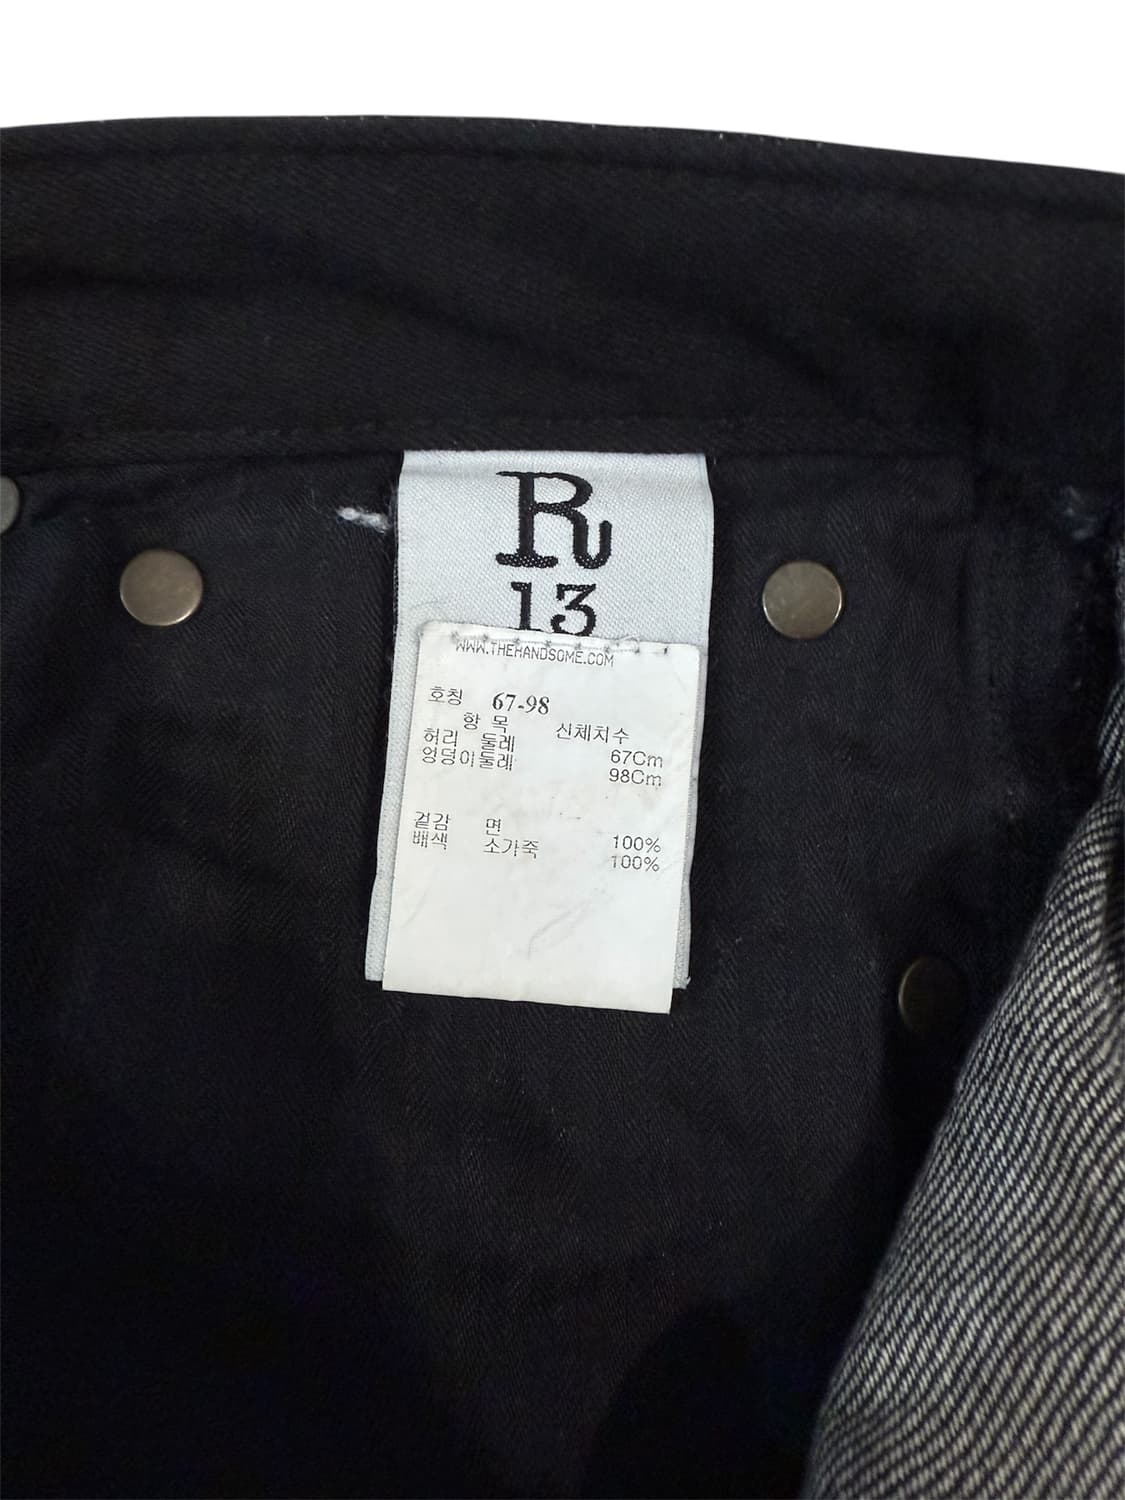 R
13
WWW.THEHANDSOME.COM
호칭 67-98
항 목 신체치수
허리 둘레 67Cm
엉덩이둘레 98Cm
겉감 면 100%
배색 소가죽 100%